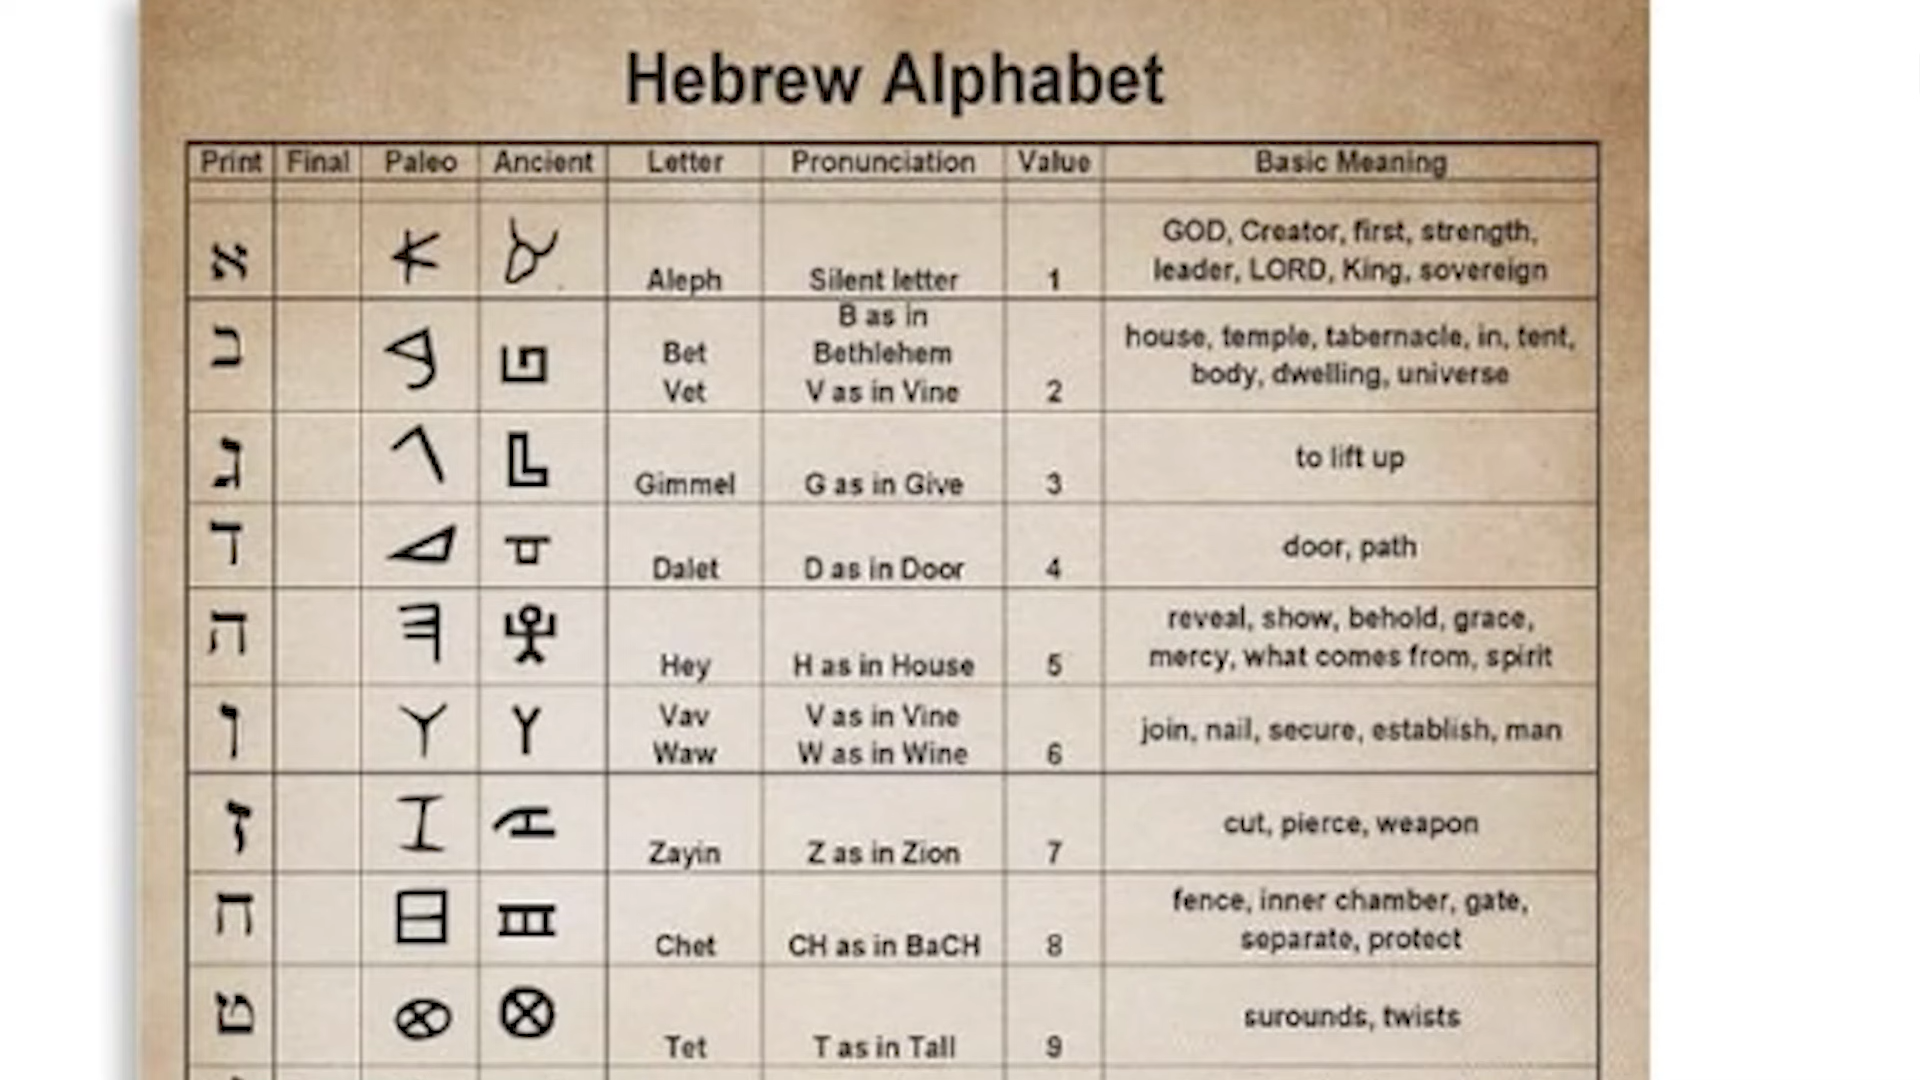 Hebrew Alphabet
Print Final Paleo Ancient Letter Pronunciation Value Basic Meaning
א 𐤀 Aleph Silent letter 1 GOD, Creator, first, strength,
leader, LORD, King, sovereign
ב 𐤁 Bet Vet B as in
Bethlehem
V as in Vine 2 house, temple, tabernacle, in, tent,
body, dwelling, universe
ג 𐤂 Gimmel G as in Give 3 to lift up
ד 𐤃 Dalet D as in Door 4 door, path
ה 𐤄 Hey H as in House 5 reveal, show, behold, grace,
mercy, what comes from, spirit
ו 𐤅 Vav Waw V as in Vine
W as in Wine 6 join, nail, secure, establish, man
ז 𐤆 Zayin Z as in Zion 7 cut, pierce, weapon
ח 𐤇 Chet CH as in BaCH 8 fence, inner chamber, gate,
separate, protect
ט 𐤈 Tet T as in Tall 9 surounds, twists